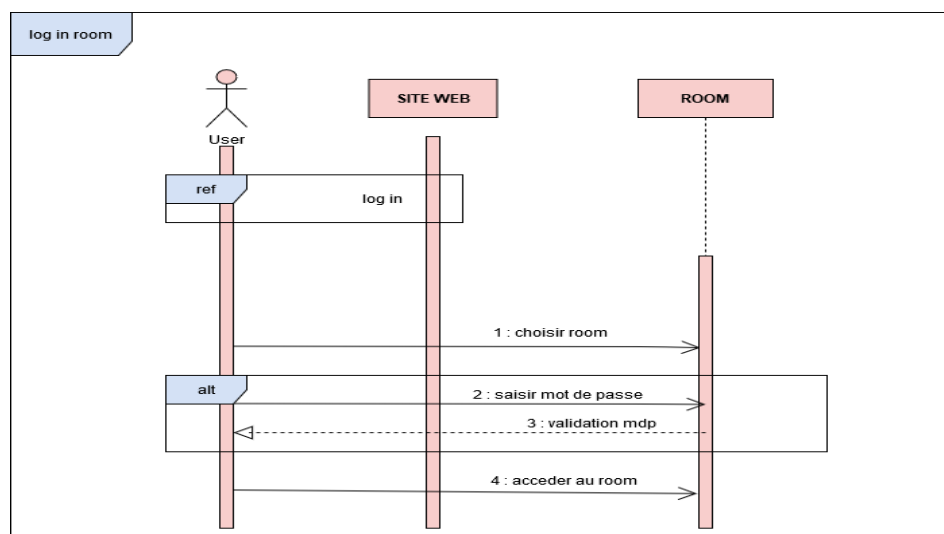 log in room
SITE WEB
ROOM
User
ref
log in
1 : choisir room
alt
2 : saisir mot de passe
3 : validation mdp
4 : acceder au room